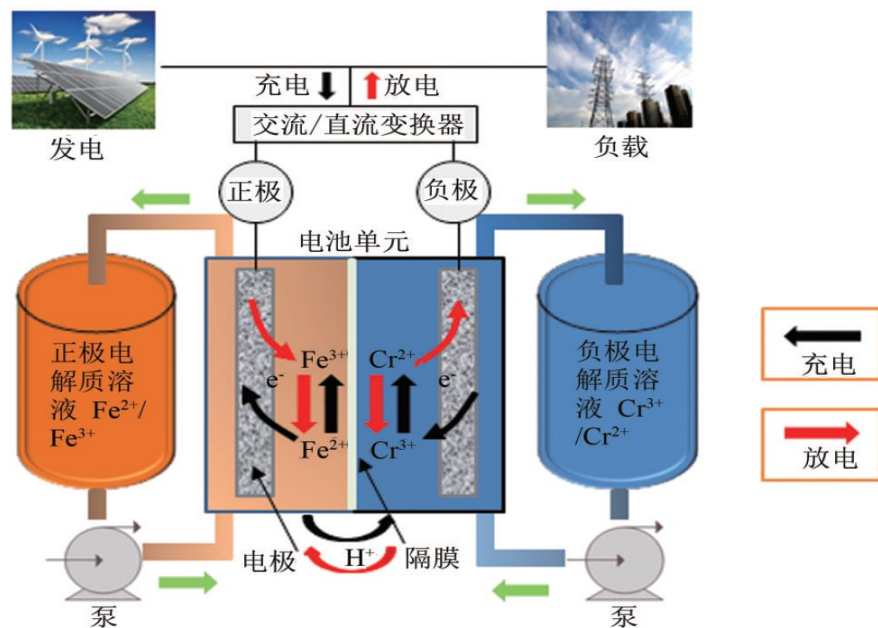 充电
放电
交流/直流变换器
发电
负载
正极
负极
电池单元
正极电
解质溶
液 Fe²⁺/
Fe³⁺
Fe³⁺
Cr²⁺
e⁻
e⁻
Fe²⁺
Cr³⁺
负极电
解质溶
液 Cr³⁺
/Cr²⁺
充电
放电
电极
H⁺
隔膜
泵
泵